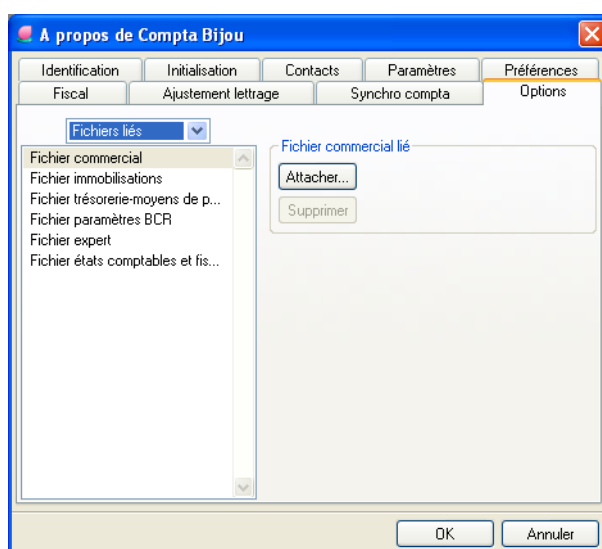 A propos de Compta Bijou
Identification Initialisation Contacts Paramètres Préférences
Fiscal Ajustement lettrage Synchro compta Options
Fichiers liés
Fichier commercial lié
Fichier commercial
Attacher...
Fichier immobilisations
Fichier trésorerie-moyens de p...
Supprimer
Fichier paramètres BCR
Fichier expert
Fichier états comptables et fis...
OK Annuler